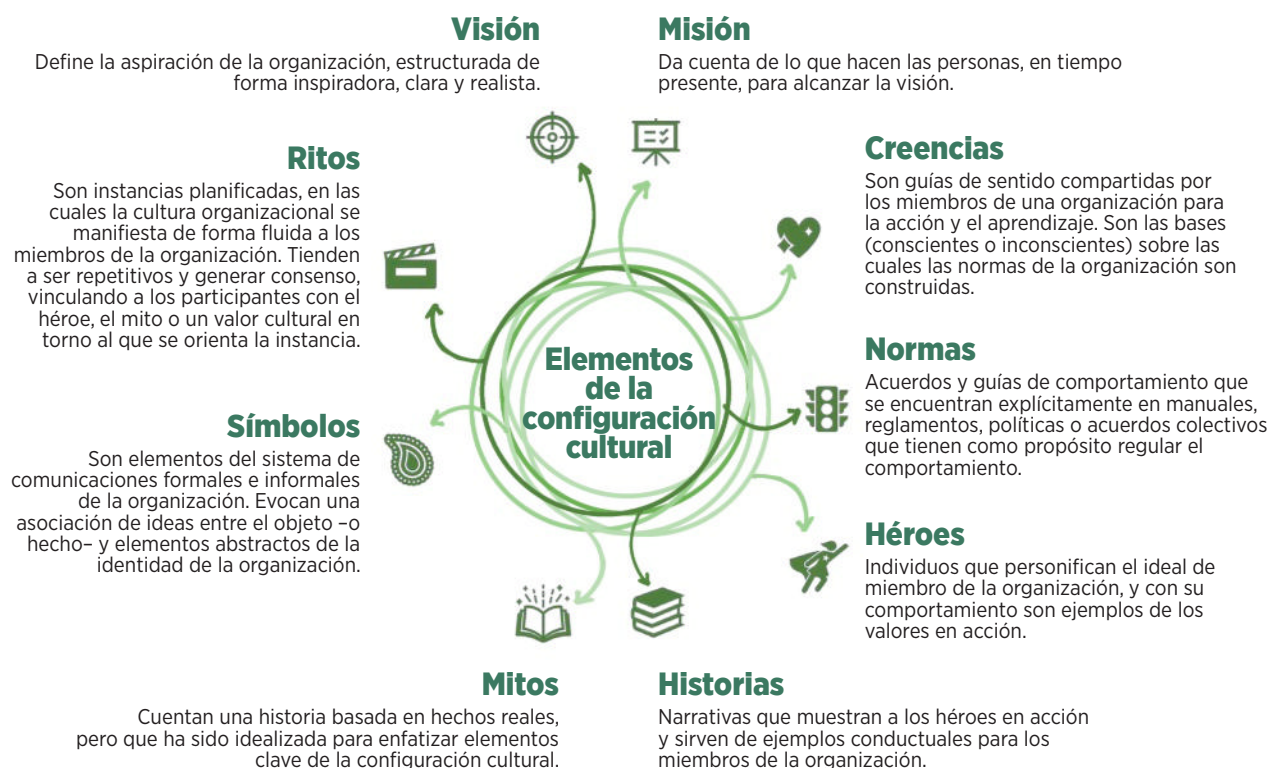 Visión
Define la aspiración de la organización, estructurada de
forma inspiradora, clara y realista.
Misión
Da cuenta de lo que hacen las personas, en tiempo
presente, para alcanzar la visión.
Ritos
Son instancias planificadas, en las
cuales la cultura organizacional se
manifiesta de forma fluida a los
miembros de la organización. Tienden
a ser repetitivos y generar consenso,
vinculando a los participantes con el
héroe, el mito o un valor cultural en
torno al que se orienta la instancia.
Creencias
Son guías de sentido compartidas por
los miembros de una organización para
la acción y el aprendizaje. Son las bases
(conscientes o inconscientes) sobre las
cuales las normas de la organización son
construidas.
Elementos
de la
configuración
cultural
Normas
Acuerdos y guías de comportamiento que
se encuentran explícitamente en manuales,
reglamentos, políticas o acuerdos colectivos
que tienen como propósito regular el
comportamiento.
Símbolos
Son elementos del sistema de
comunicaciones formales e informales
de la organización. Evocan una
asociación de ideas entre el objeto –o
hecho– y elementos abstractos de la
identidad de la organización.
Héroes
Individuos que personifican el ideal de
miembro de la organización, y con su
comportamiento son ejemplos de los
valores en acción.
Mitos
Cuentan una historia basada en hechos reales,
pero que ha sido idealizada para enfatizar elementos
clave de la configuración cultural.
Historias
Narrativas que muestran a los héroes en acción
y sirven de ejemplos conductuales para los
miembros de la organización.